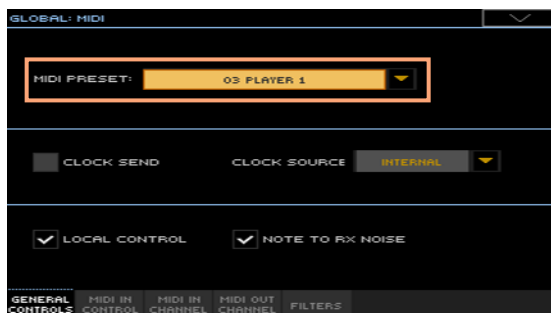 GLOBAL: MIDI
MIDI PRESET: 03 PLAYER 1
CLOCK SEND CLOCK SOURCE INTERNAL
LOCAL CONTROL NOTE TO RX NOISE
GENERAL CONTROLS MIDI IN CONTROL MIDI IN CHANNEL MIDI OUT CHANNEL FILTERS